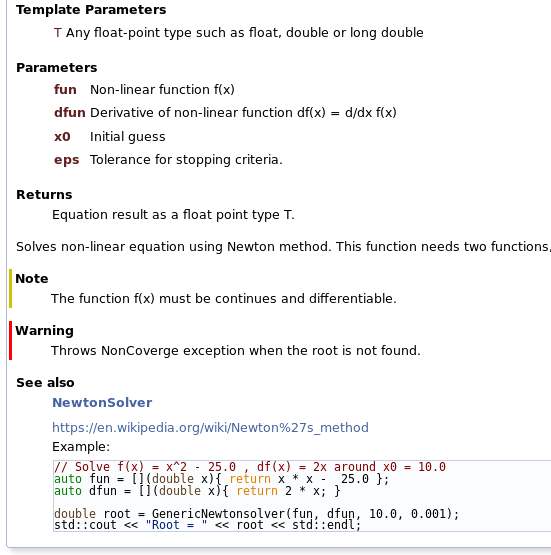 Template Parameters
T Any float-point type such as float, double or long double
Parameters
fun Non-linear function f(x)
dfun Derivative of non-linear function df(x) = d/dx f(x)
x0 Initial guess
eps Tolerance for stopping criteria.
Returns
Equation result as a float point type T.
Solves non-linear equation using Newton method. This function needs two functions,
Note
The function f(x) must be continues and differentiable.
Warning
Throws NonCoverge exception when the root is not found.
See also
NewtonSolver
https://en.wikipedia.org/wiki/Newton%27s_method
Example:
// Solve f(x) = x^2 - 25.0 , df(x) = 2x around x0 = 10.0
auto fun = [](double x){ return x * x -  25.0 };
auto dfun = [](double x){ return 2 * x; }
double root = GenericNewtonsolver(fun, dfun, 10.0, 0.001);
std::cout << "Root = " << root << std::endl;